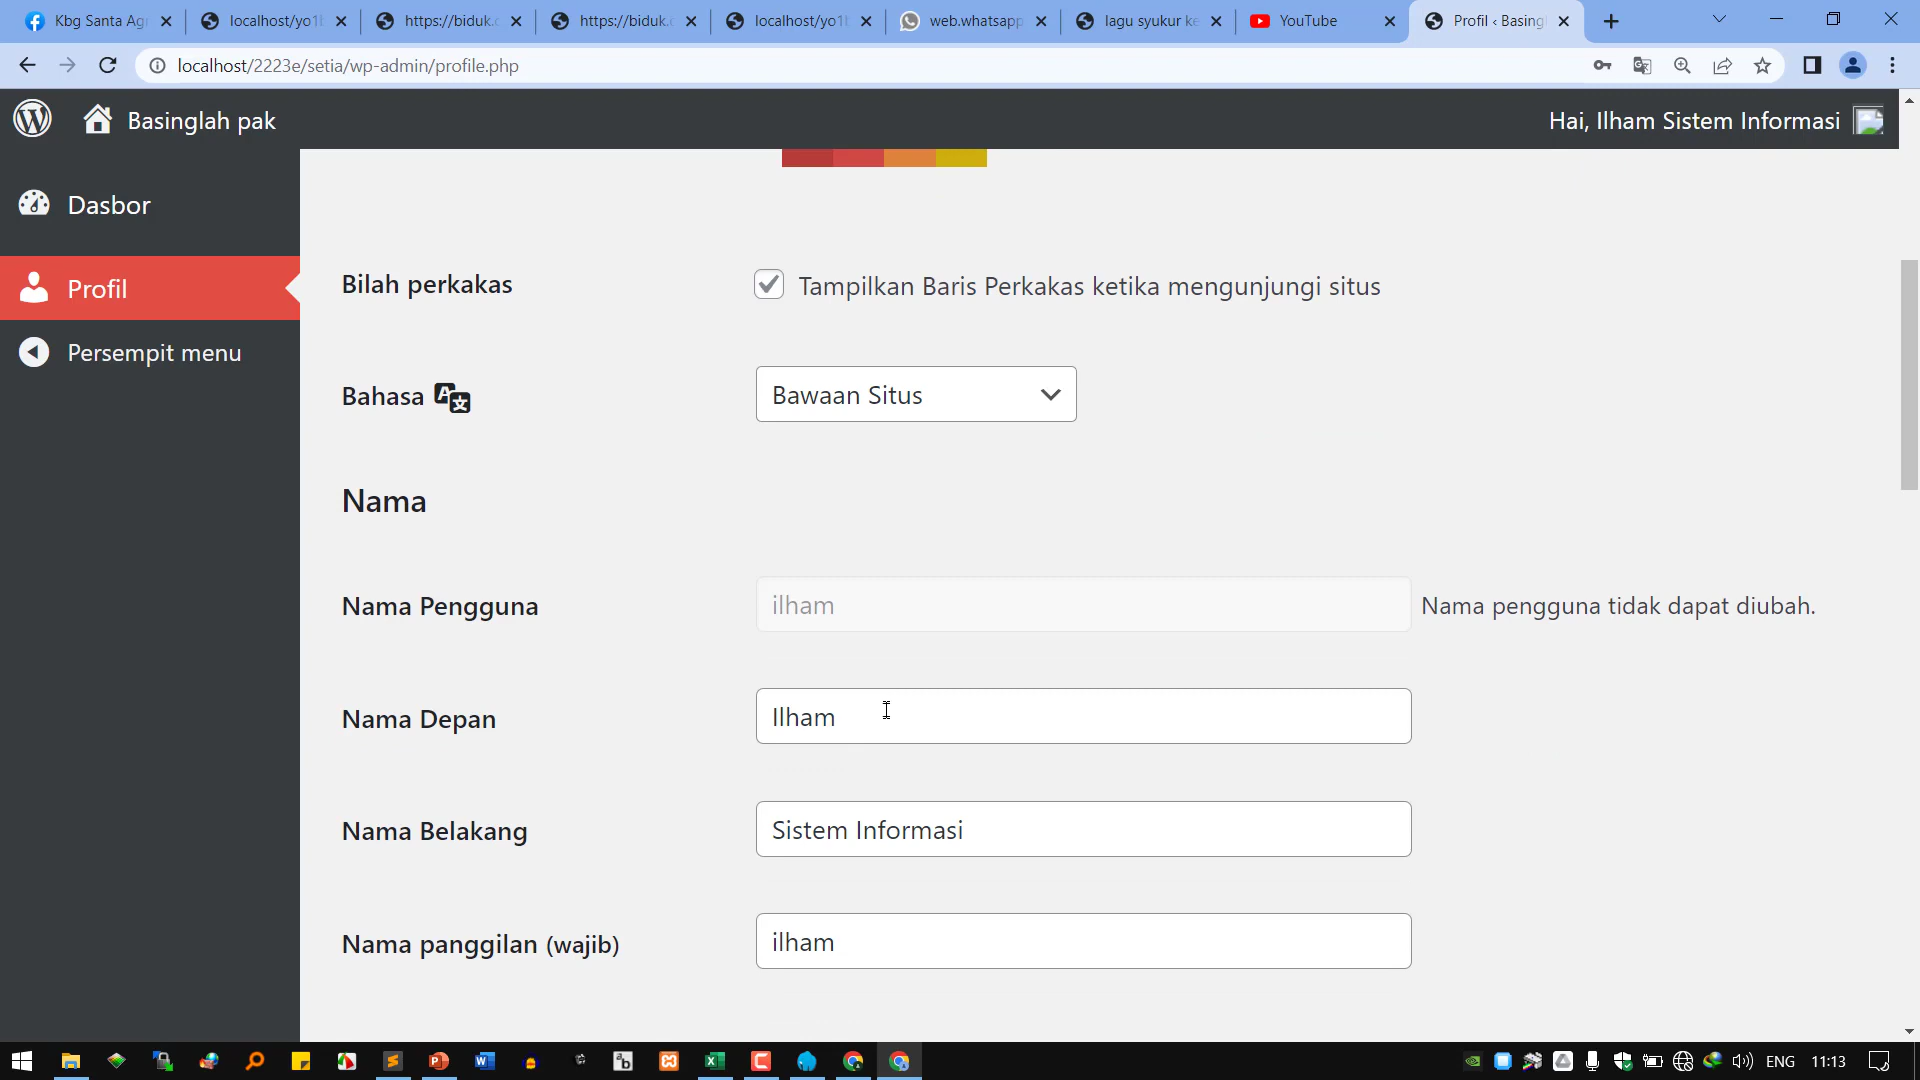 Kbg Santa Ag
localhost/yo1
https://biduk.
https://biduk.
localhost/yo1
web.whatsapp
lagu syukur ke
YouTube
Profil ‹ Basing
localhost/2223e/setia/wp-admin/profile.php
Basinglah pak
Hai, Ilham Sistem Informasi
Dasbor
Profil
Persempit menu
Bilah perkakas
Tampilkan Baris Perkakas ketika mengunjungi situs
Bahasa
Bawaan Situs
Nama
Nama Pengguna
ilham
Nama pengguna tidak dapat diubah.
Nama Depan
Ilham
Nama Belakang
Sistem Informasi
Nama panggilan (wajib)
ilham
ENG
11:13